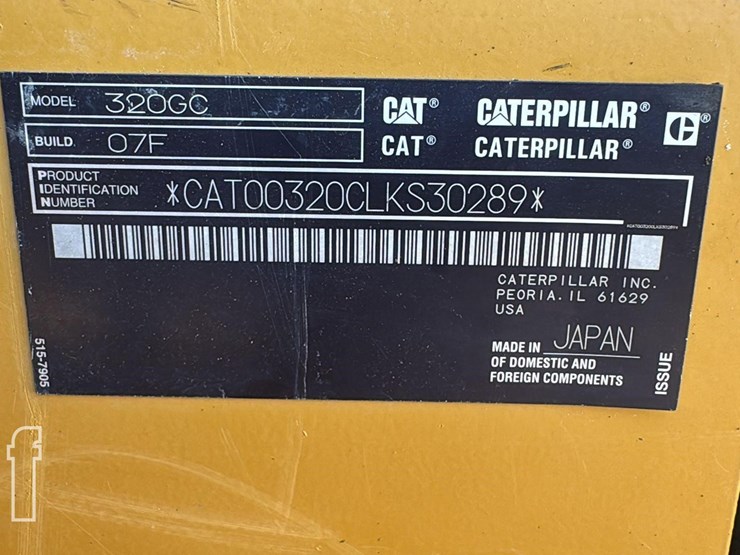 MODEL 320GC
BUILD 07F
CAT® CATERPILLAR®
CAT® CATERPILLAR®
C®
PRODUCT
IDENTIFICATION
NUMBER
*CAT00320CLKS30289*
CATERPILLAR INC.
PEORIA. IL 61629
USA
MADE IN JAPAN
OF DOMESTIC AND
FOREIGN COMPONENTS
ISSUE
515-7905
f